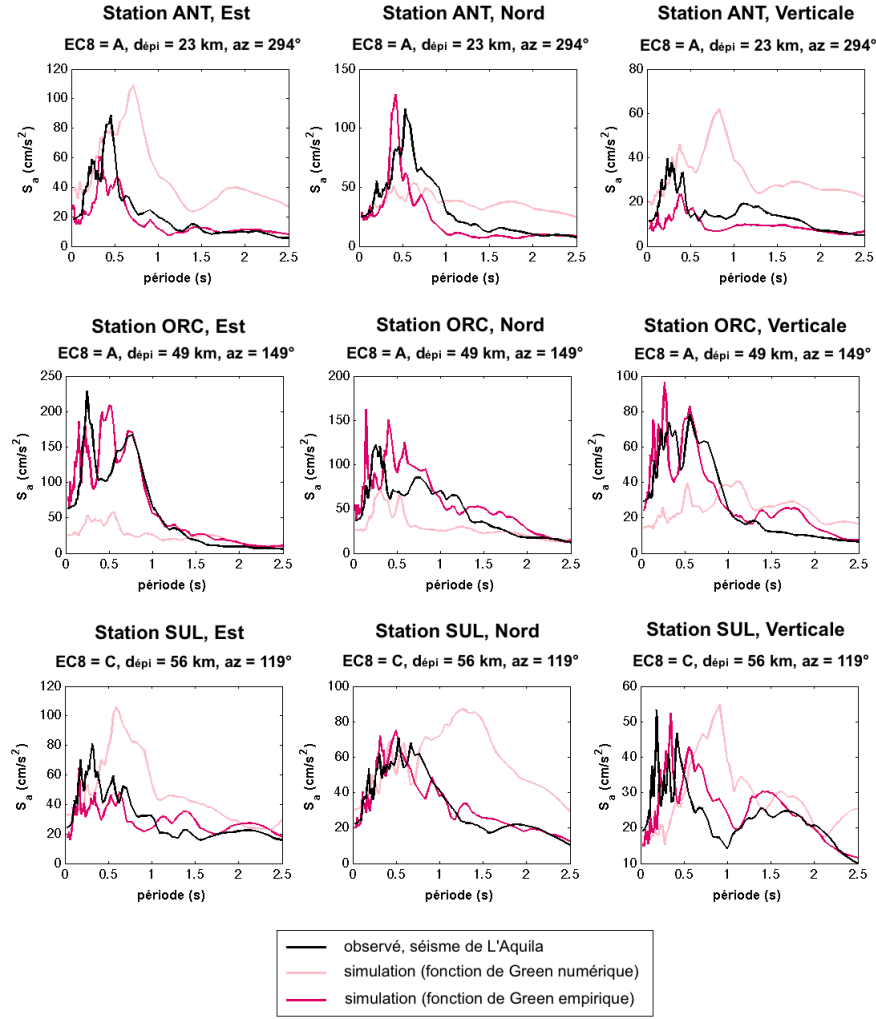 Station ANT, Est
EC8 = A, dépi = 23 km, az = 294°
120
100
80
60
40
20
0
Sa (cm/s²)
0 0.5 1 1.5 2 2.5
période (s)
Station ANT, Nord
EC8 = A, dépi = 23 km, az = 294°
150
100
50
0
Sa (cm/s²)
0 0.5 1 1.5 2 2.5
période (s)
Station ANT, Verticale
EC8 = A, dépi = 23 km, az = 294°
80
60
40
20
0
Sa (cm/s²)
0 0.5 1 1.5 2 2.5
période (s)
Station ORC, Est
EC8 = A, dépi = 49 km, az = 149°
250
200
150
100
50
0
Sa (cm/s²)
0 0.5 1 1.5 2 2.5
période (s)
Station ORC, Nord
EC8 = A, dépi = 49 km, az = 149°
200
150
100
50
0
Sa (cm/s²)
0 0.5 1 1.5 2 2.5
période (s)
Station ORC, Verticale
EC8 = A, dépi = 49 km, az = 149°
100
80
60
40
20
0
Sa (cm/s²)
0 0.5 1 1.5 2 2.5
période (s)
Station SUL, Est
EC8 = C, dépi = 56 km, az = 119°
120
100
80
60
40
20
0
Sa (cm/s²)
0 0.5 1 1.5 2 2.5
période (s)
Station SUL, Nord
EC8 = C, dépi = 56 km, az = 119°
100
80
60
40
20
0
Sa (cm/s²)
0 0.5 1 1.5 2 2.5
période (s)
Station SUL, Verticale
EC8 = C, dépi = 56 km, az = 119°
60
50
40
30
20
10
Sa (cm/s²)
0 0.5 1 1.5 2 2.5
période (s)
observé, séisme de L'Aquila
simulation (fonction de Green numérique)
simulation (fonction de Green empirique)